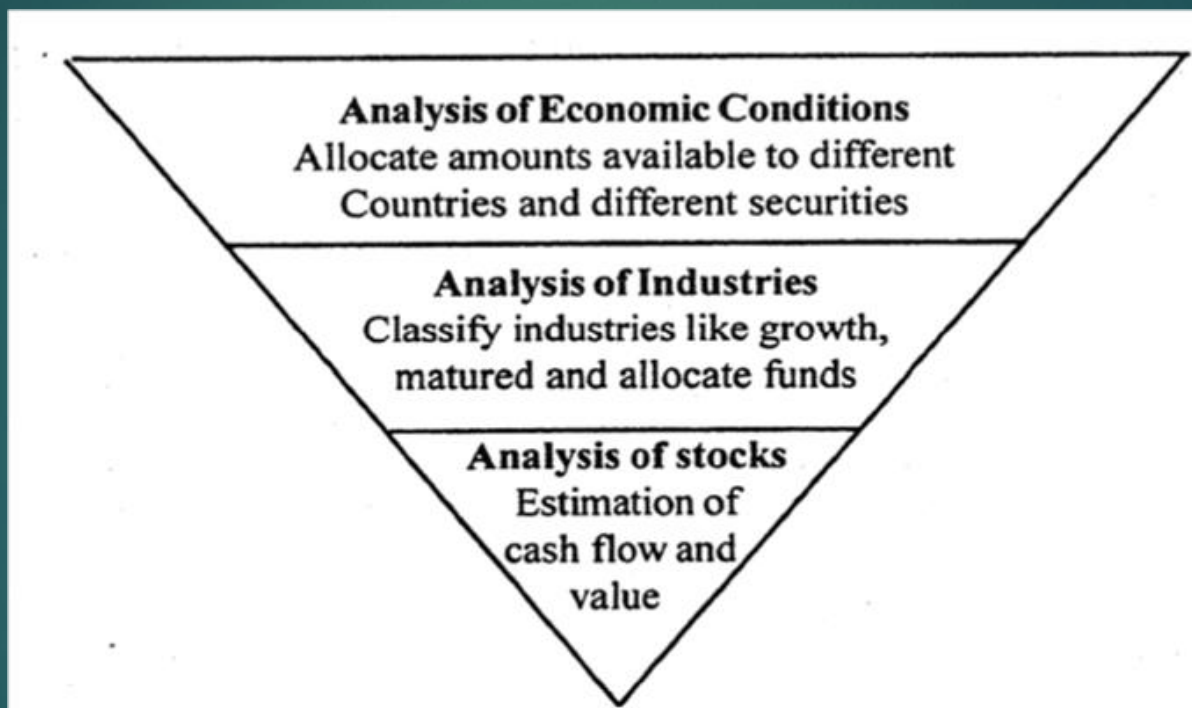 Analysis of Economic Conditions
Allocate amounts available to different
Countries and different securities
Analysis of Industries
Classify industries like growth,
matured and allocate funds
Analysis of stocks
Estimation of
cash flow and
value